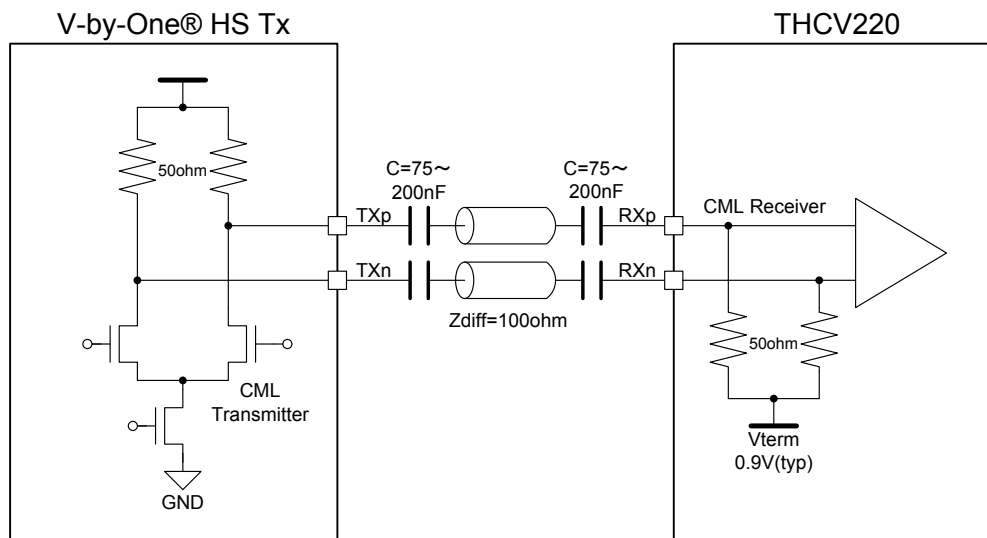 V-by-One® HS Tx
THCV220
50ohm
C=75～
200nF
C=75～
200nF
TXp
RXp
CML Receiver
TXn
RXn
Zdiff=100ohm
50ohm
CML
Transmitter
Vterm
0.9V(typ)
GND